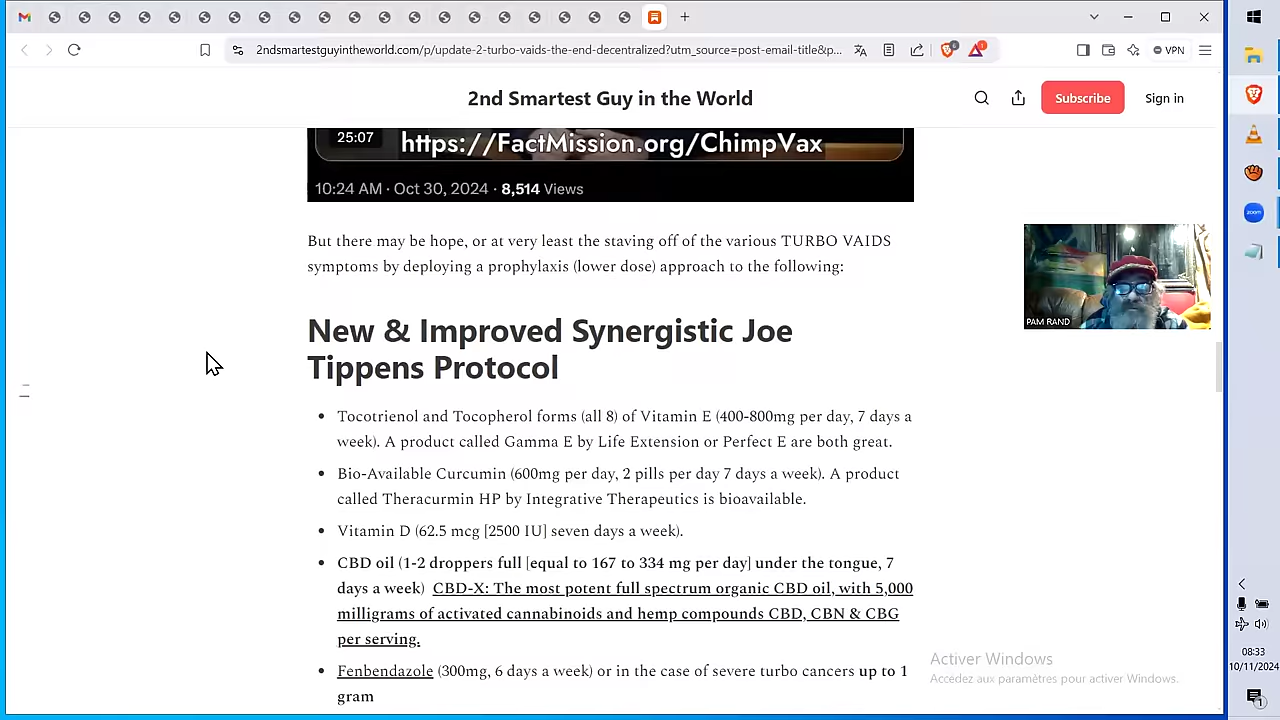 2ndsmartestguyintheworld.com/p/update-2-turbo-vaids-the-end-decentralized?utm_source=post-email-title&p...
VPN
2nd Smartest Guy in the World
Subscribe
Sign in
25:07
https://FactMission.org/ChimpVax
10:24 AM · Oct 30, 2024 · 8,514 Views
But there may be hope, or at very least the staving off of the various TURBO VAIDS
symptoms by deploying a prophylaxis (lower dose) approach to the following:
New & Improved Synergistic Joe
Tippens Protocol
• Tocotrienol and Tocopherol forms (all 8) of Vitamin E (400-800mg per day, 7 days a
week). A product called Gamma E by Life Extension or Perfect E are both great.
• Bio-Available Curcumin (600mg per day, 2 pills per day 7 days a week). A product
called Theracurmin HP by Integrative Therapeutics is bioavailable.
• Vitamin D (62.5 mcg [2500 IU] seven days a week).
• CBD oil (1-2 droppers full [equal to 167 to 334 mg per day] under the tongue, 7
days a week) CBD-X: The most potent full spectrum organic CBD oil, with 5,000
milligrams of activated cannabinoids and hemp compounds CBD, CBN & CBG
per serving.
• Fenbendazole (300mg, 6 days a week) or in the case of severe turbo cancers up to 1
gram
PAM RAND
Activer Windows
Accédez aux paramètres pour activer Windows.
zoom
08:33
10/11/2024